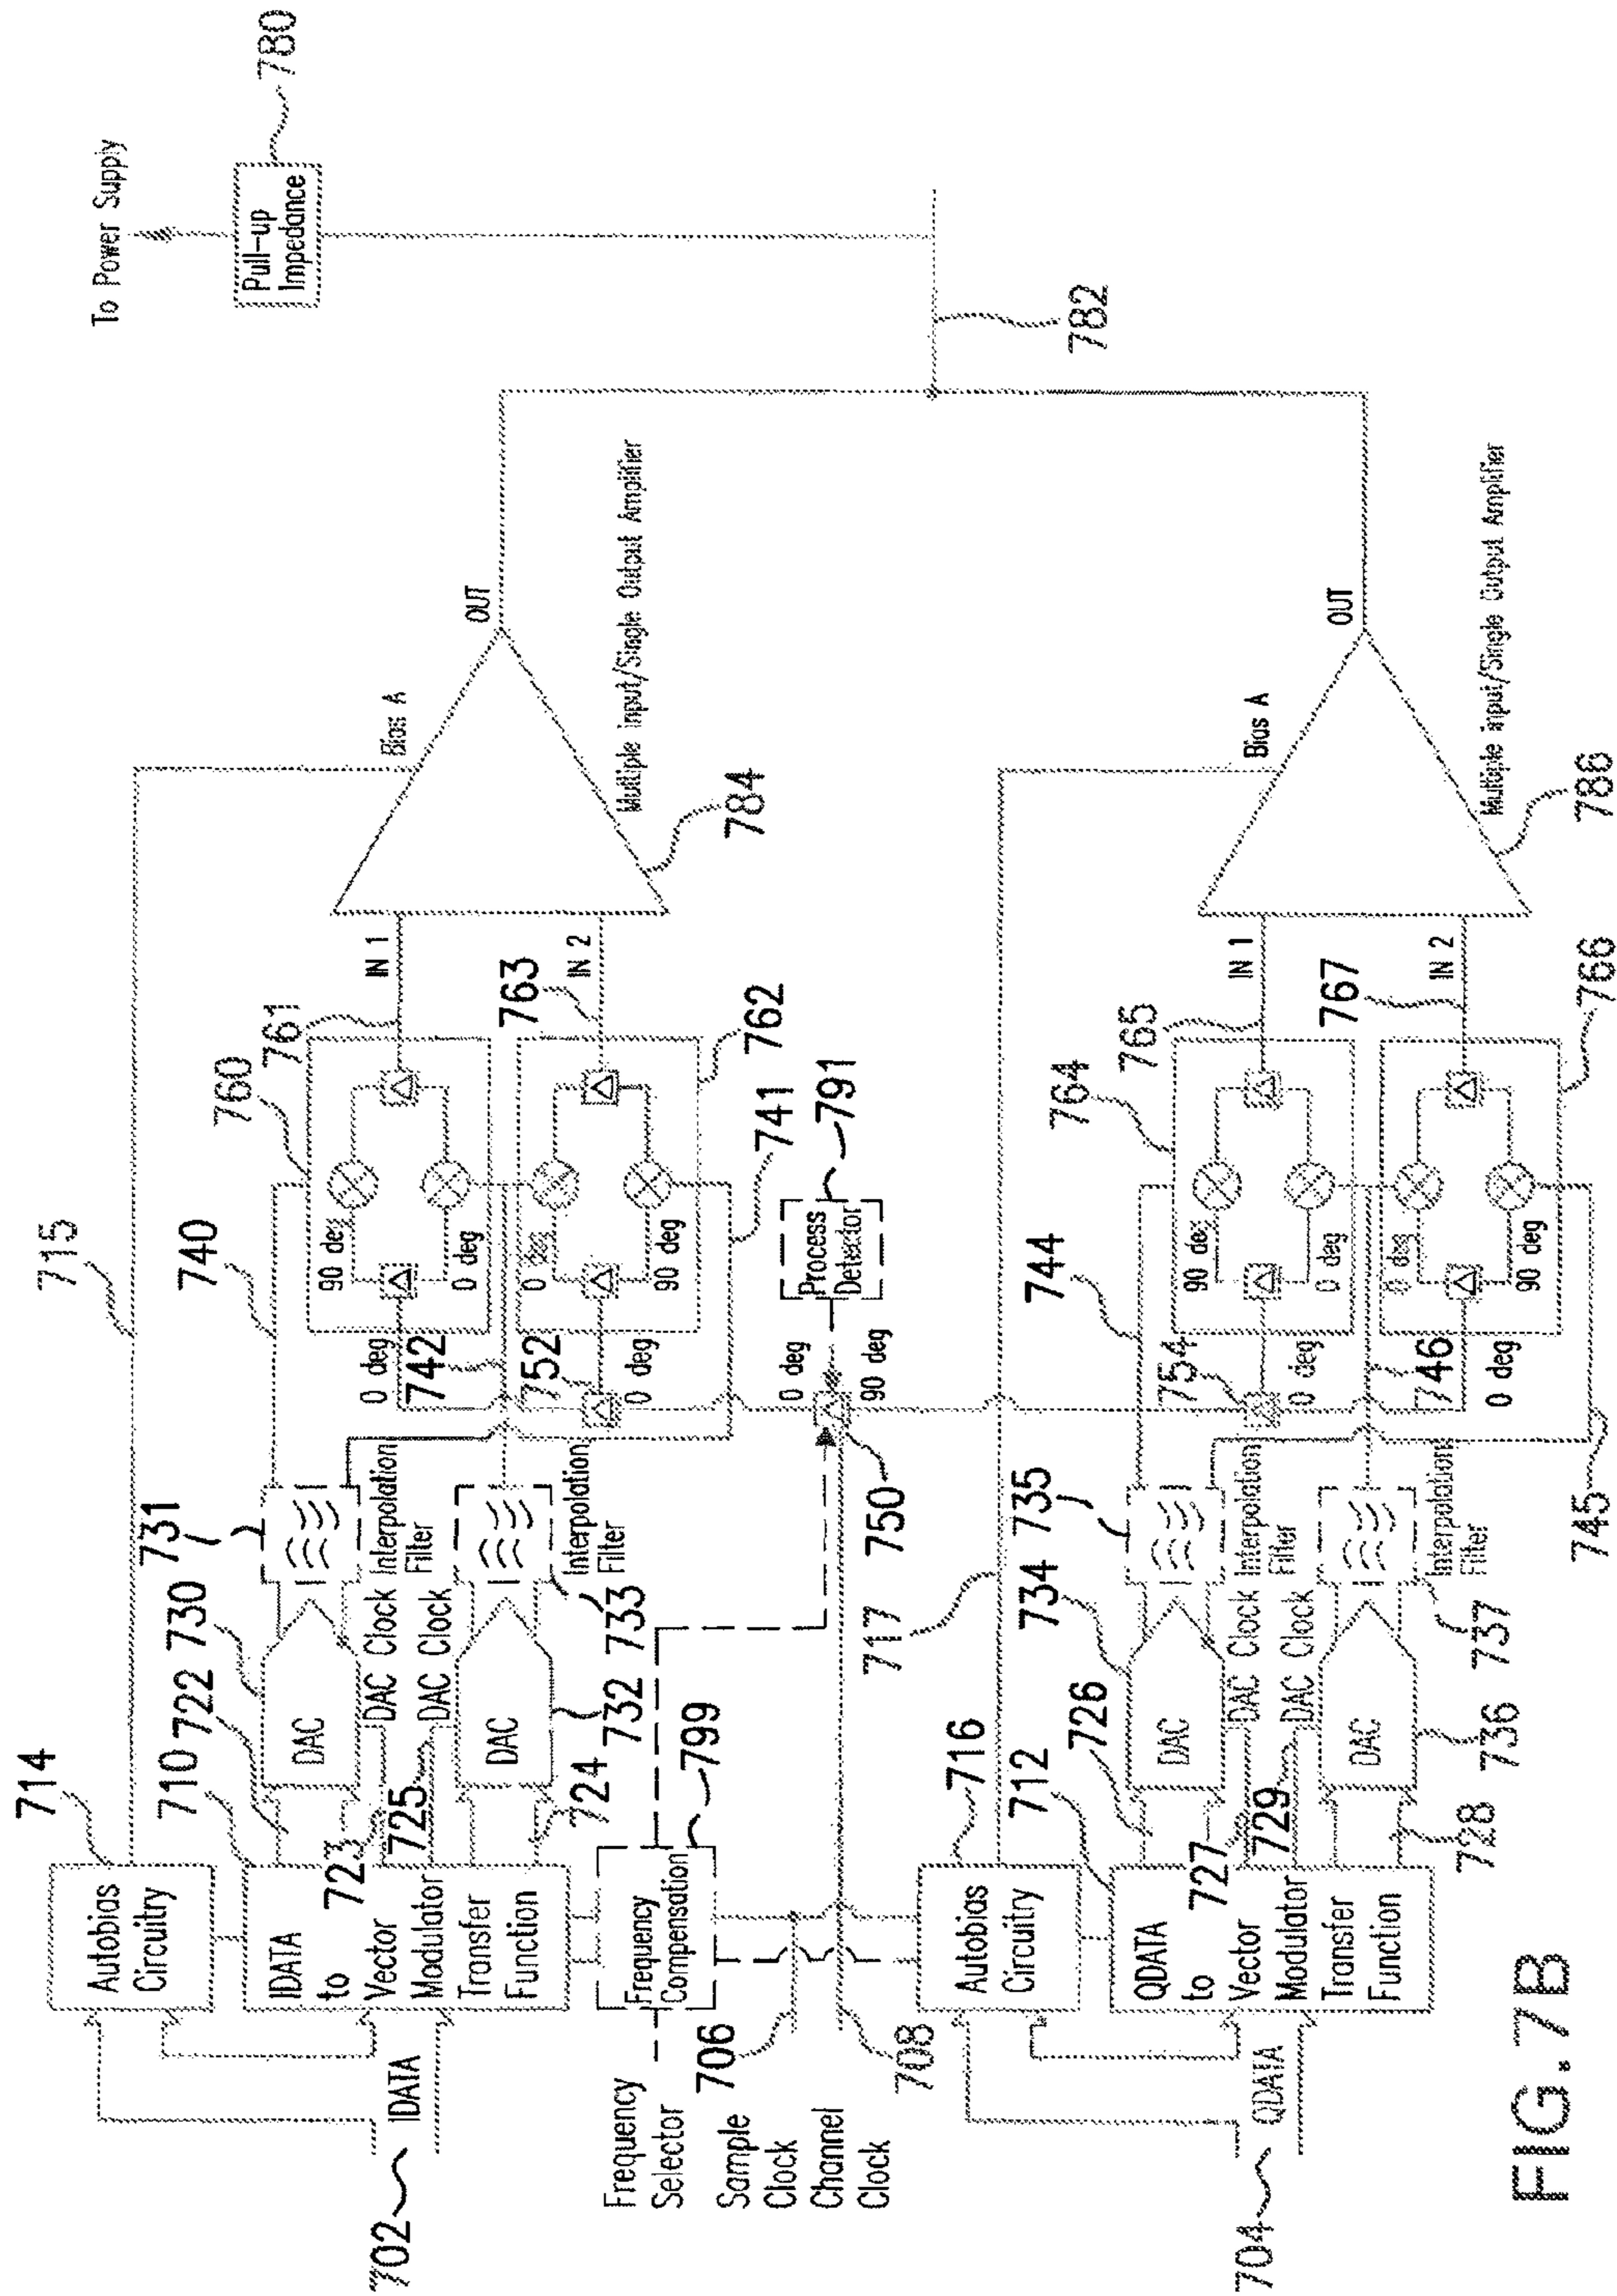 To Power Supply
780
Pull-up
Impedance
782
715
714
Autobias
Circuitry
Bias A
OUT
Multiple input/Single Output Amplifier
784
IN 1
IN 2
702
IDATA
710
IDATA
to
Vector
Modulator
Transfer
Function
722
723
725
724
730
DAC
DAC Clock
DAC Clock
DAC
732
731
Interpolation
Filter
733
Interpolation
Filter
740
742
741
752
0 deg
0 deg
760
761
90 deg
0 deg
0 deg
90 deg
763
762
Frequency
Selector
Frequency
Compensation
799
Sample
Clock
706
Channel
Clock
708
750
0 deg
90 deg
Process
Detector
791
717
716
Autobias
Circuitry
Bias A
OUT
Multiple input/Single Output Amplifier
786
IN 1
IN 2
704
QDATA
712
QDATA
to
Vector
Modulator
Transfer
Function
726
727
729
728
734
DAC
DAC Clock
DAC Clock
DAC
736
735
Interpolation
Filter
737
Interpolation
Filter
744
746
745
754
0 deg
0 deg
764
765
90 deg
0 deg
0 deg
90 deg
767
766
FIG.7B